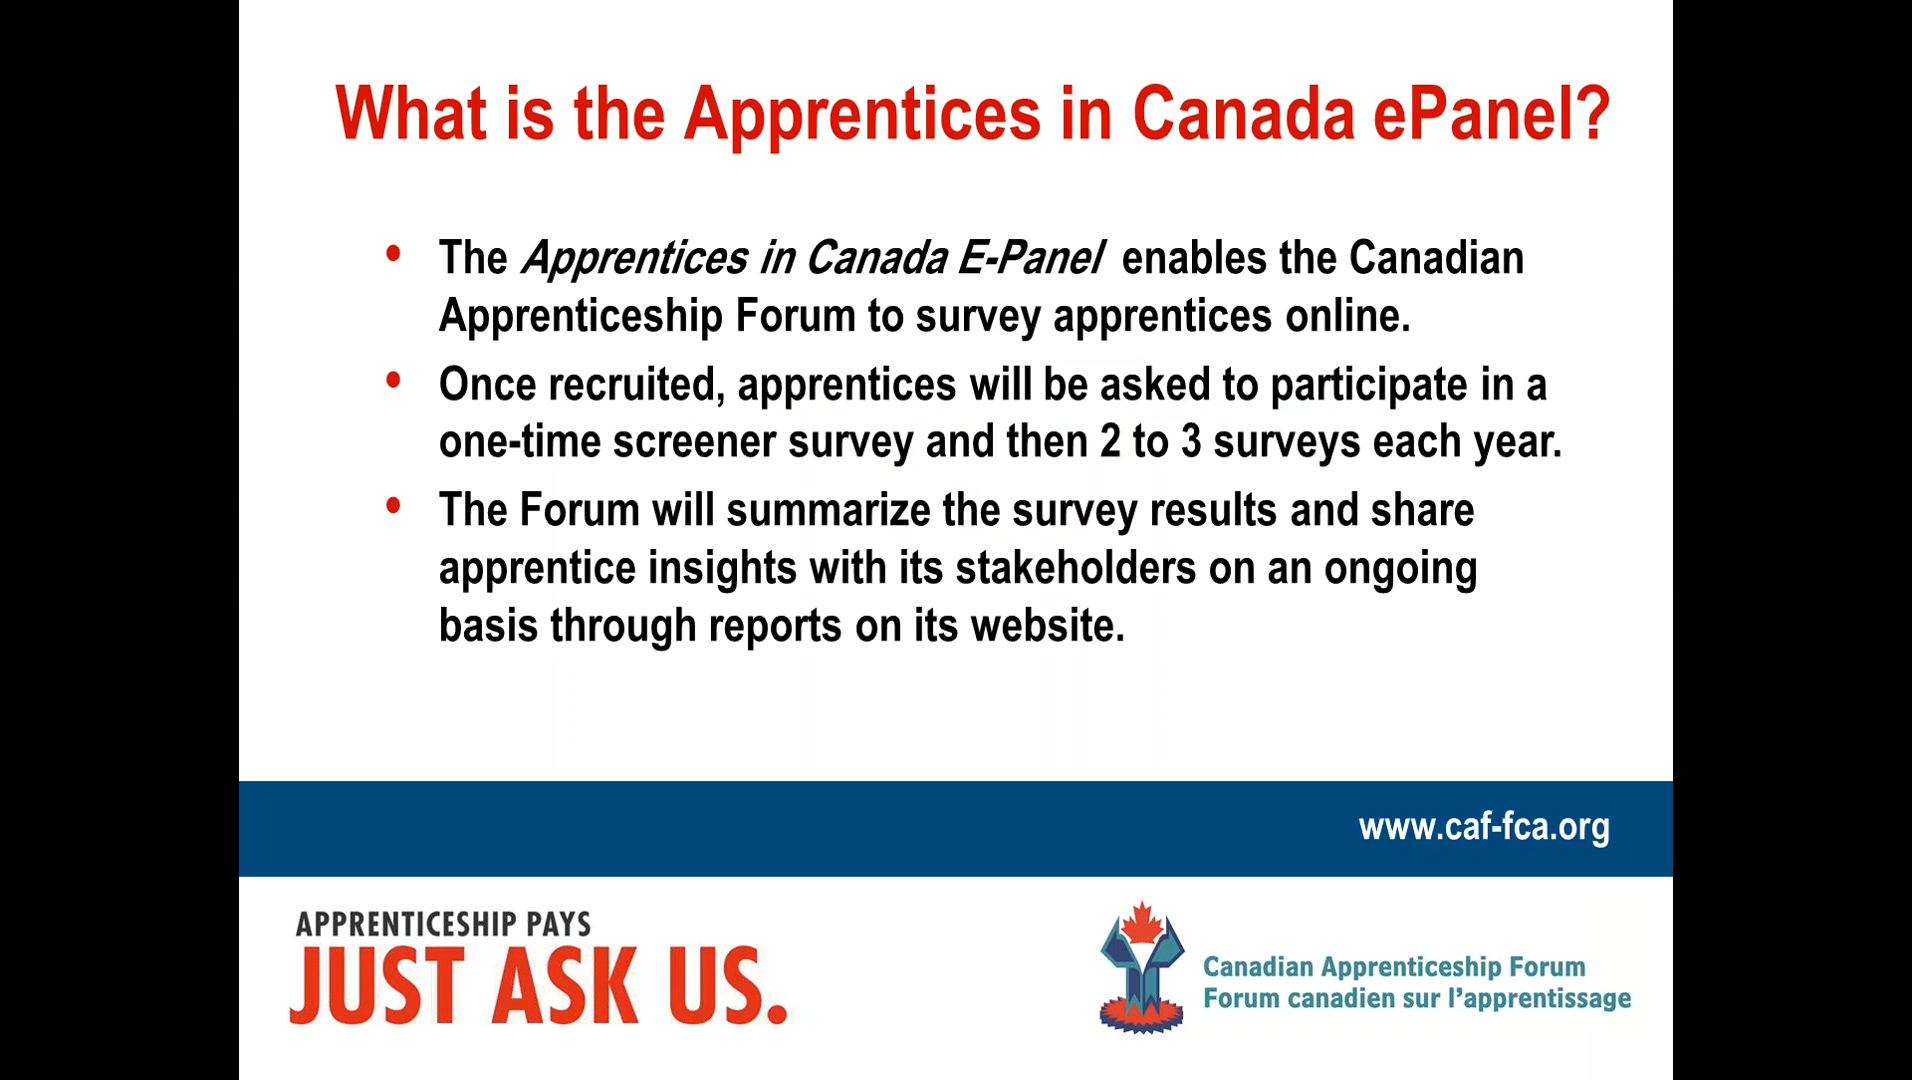 What is the Apprentices in Canada ePanel?
• The Apprentices in Canada E-Panel enables the Canadian
Apprenticeship Forum to survey apprentices online.
• Once recruited, apprentices will be asked to participate in a
one-time screener survey and then 2 to 3 surveys each year.
• The Forum will summarize the survey results and share
apprentice insights with its stakeholders on an ongoing
basis through reports on its website.
www.caf-fca.org
APPRENTICESHIP PAYS
JUST ASK US.
Canadian Apprenticeship Forum
Forum canadien sur l'apprentissage